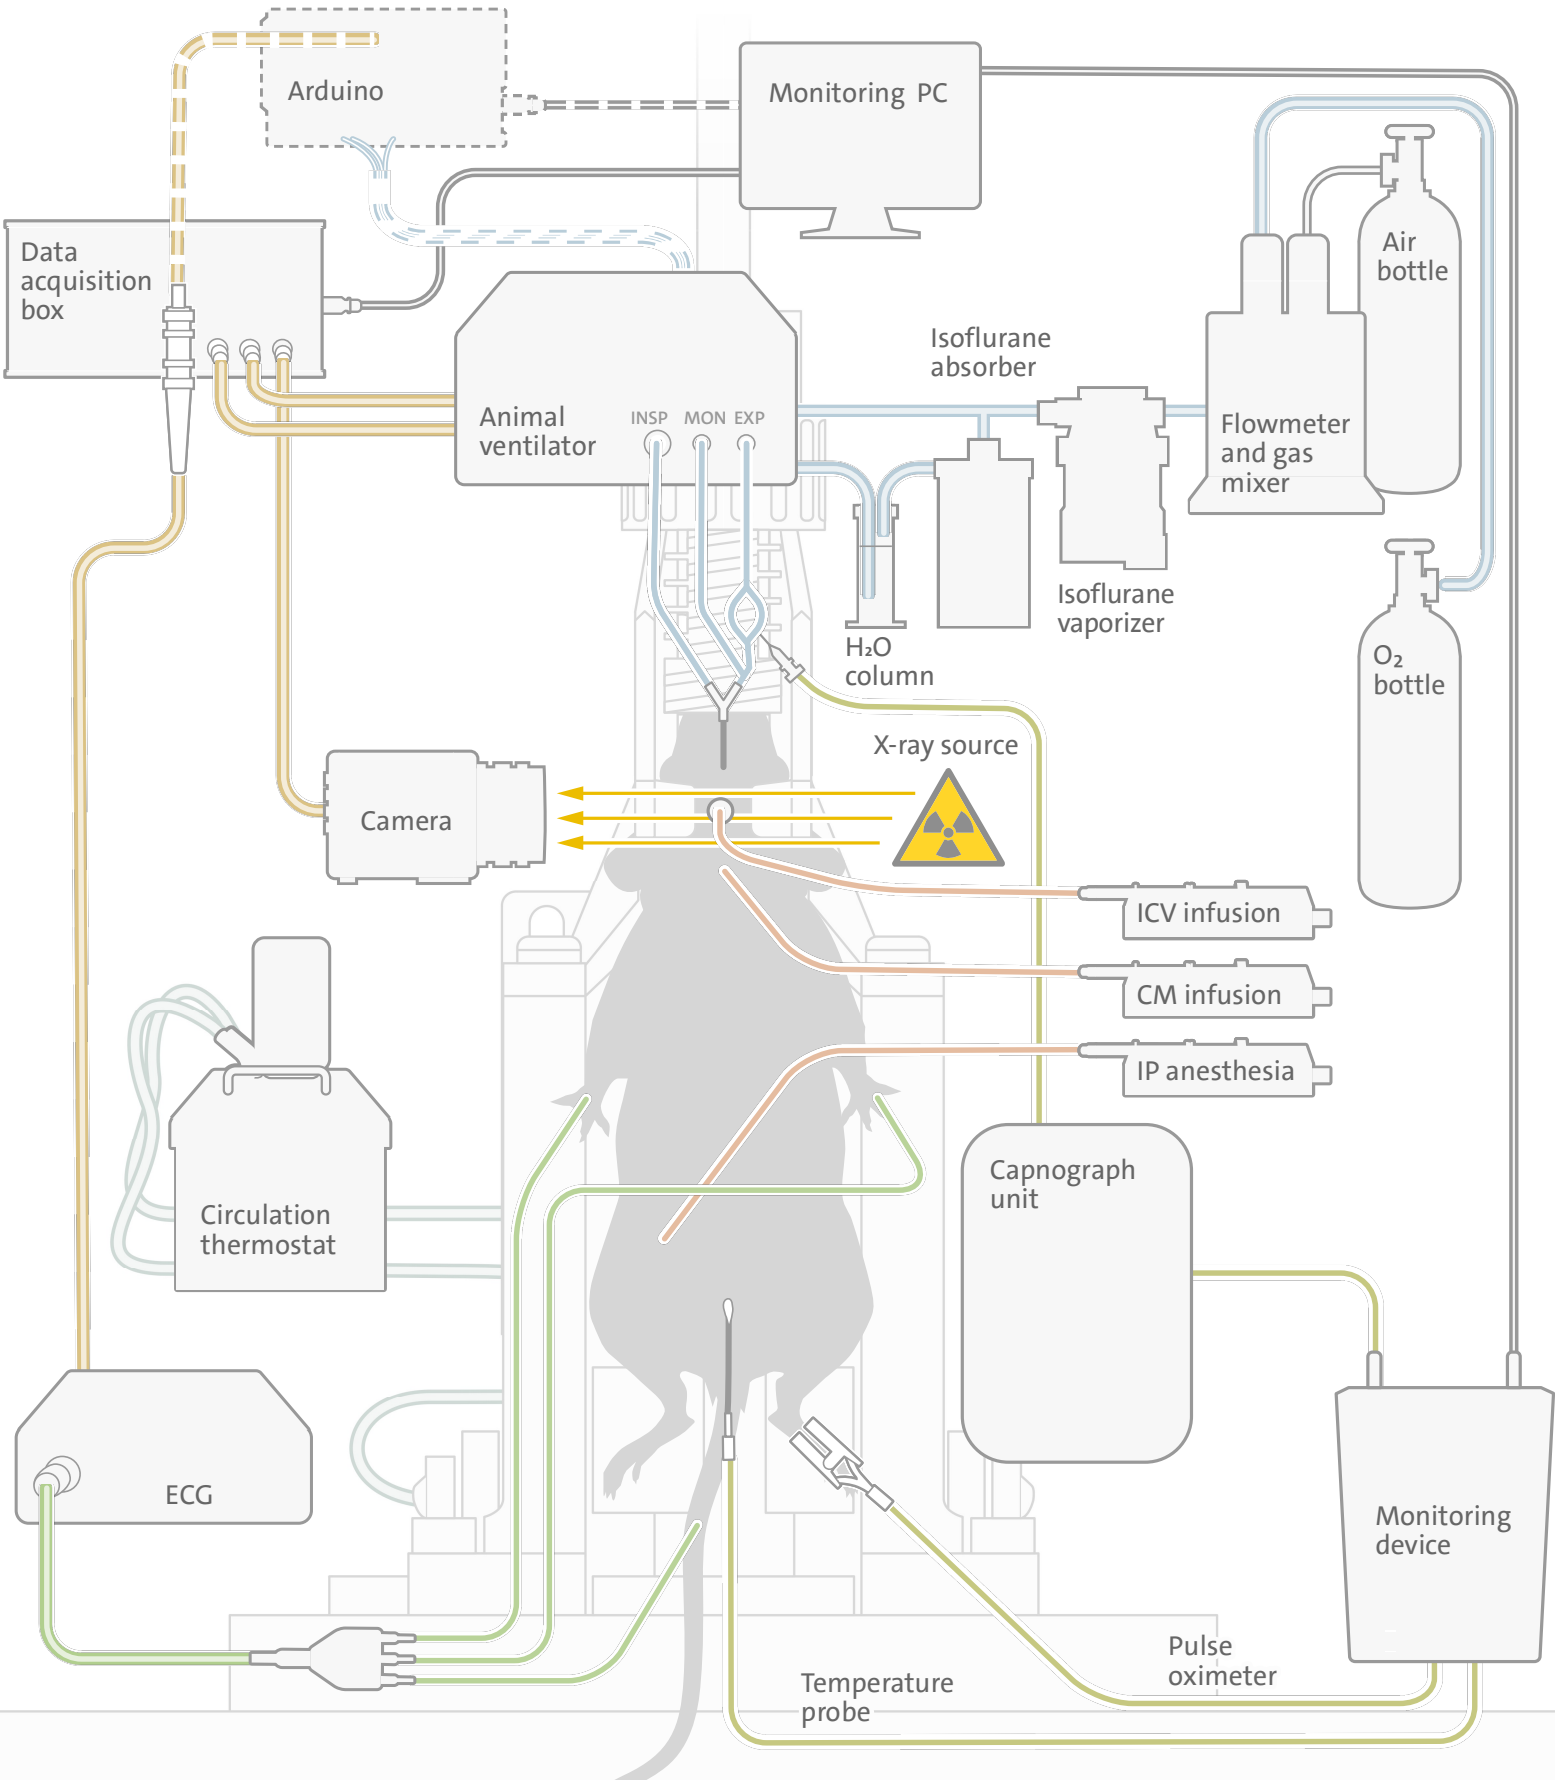 Arduino
Monitoring PC
Data
acquisition
box
Air
bottle
Isoflurane
absorber
Animal
ventilator
INSP
MON
EXP
Flowmeter
and gas
mixer
Isoflurane
vaporizer
H₂O
column
O₂
bottle
X-ray source
Camera
ICV infusion
CM infusion
IP anesthesia
Capnograph
unit
Circulation
thermostat
ECG
Monitoring
device
Pulse
oximeter
Temperature
probe